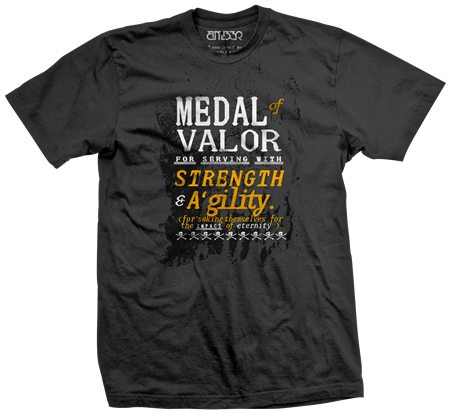 MEDAL of
VALOR
FOR SERVING WITH
STRENGTH
& A'gility.
(for'saking themselves for
the IMPACT of eternity )